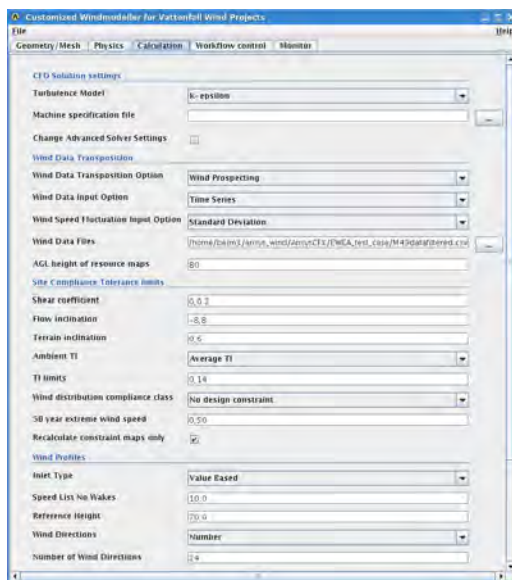 Customized Windmodeller for Vattenfall Wind Projects
File Help
Geometry/Mesh Physics Calculation Workflow control Monitor
CFD Solution settings
Turbulence Model K-epsilon
Machine specification file ...
Change Advanced Solver Settings
Wind Data Transposition
Wind Data Transposition Option Wind Prospecting
Wind Data Input Option Time Series
Wind Speed Fluctuation Input Option Standard Deviation
Wind Data Files ...
AGL height of resource maps 80
Site Compliance Tolerance limits
Shear coefficient 0,0.2
Flow inclination -8,8
Terrain inclination 0,6
Ambient TI Average TI
TI limits 0,14
Wind distribution compliance class No design constraint
50 year extreme wind speed 0,50
Recalculate constraint maps only
Wind Profiles
Inlet Type Value Based
Speed List No Wakes 10.0
Reference Height 70.0
Wind Directions Number
Number of Wind Directions 24